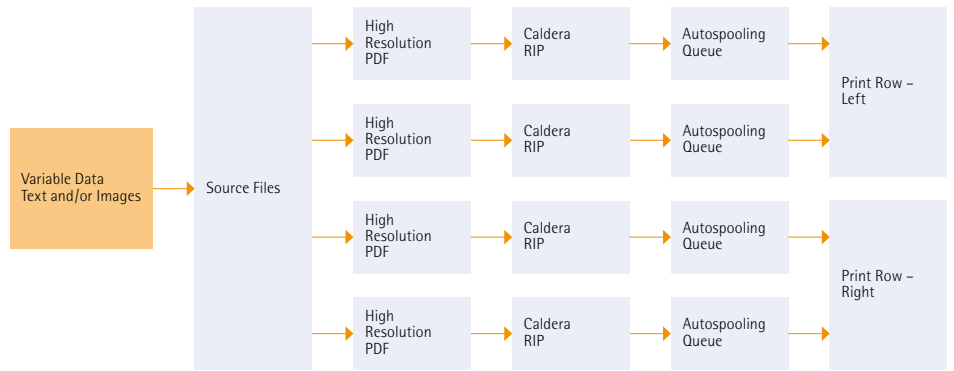 Variable Data
Text and/or Images
Source Files
High
Resolution
PDF
Caldera
RIP
Autospooling
Queue
High
Resolution
PDF
Caldera
RIP
Autospooling
Queue
Print Row –
Left
High
Resolution
PDF
Caldera
RIP
Autospooling
Queue
High
Resolution
PDF
Caldera
RIP
Autospooling
Queue
Print Row –
Right